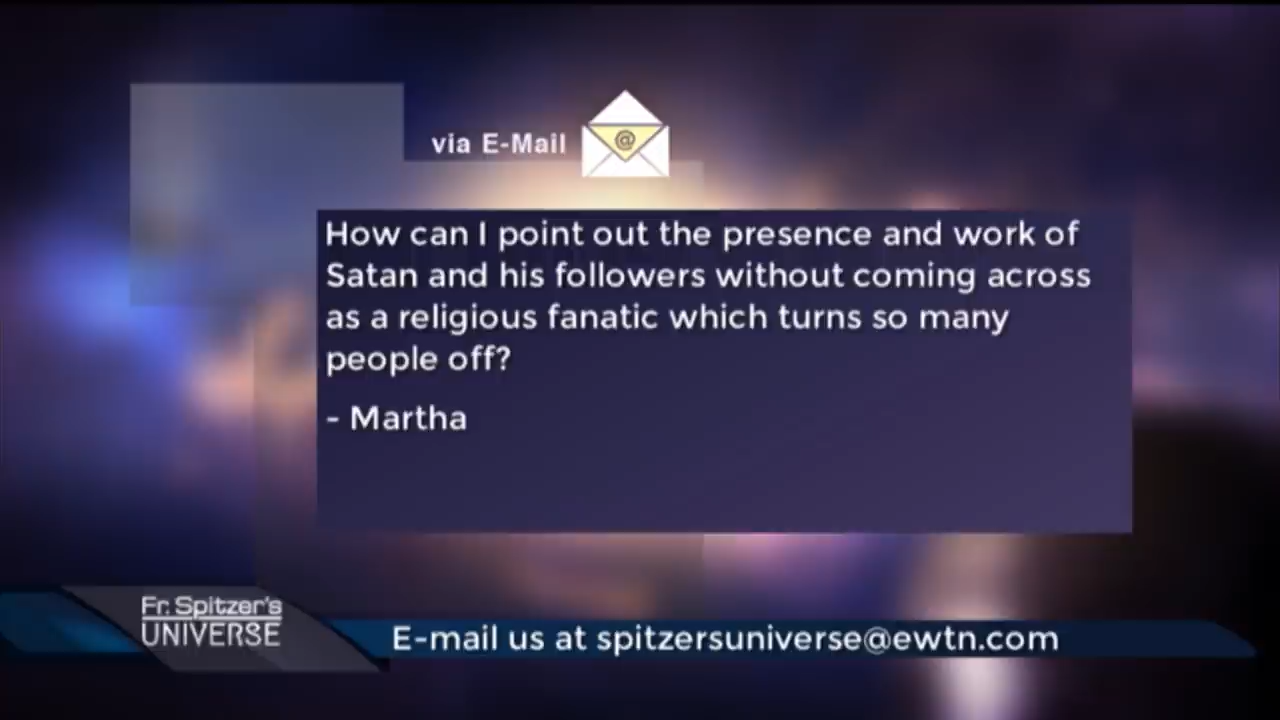 via E-Mail
@
How can I point out the presence and work of
Satan and his followers without coming across
as a religious fanatic which turns so many
people off?
- Martha
Fr. Spitzer's
UNIVERSE
E-mail us at spitzersuniverse@ewtn.com